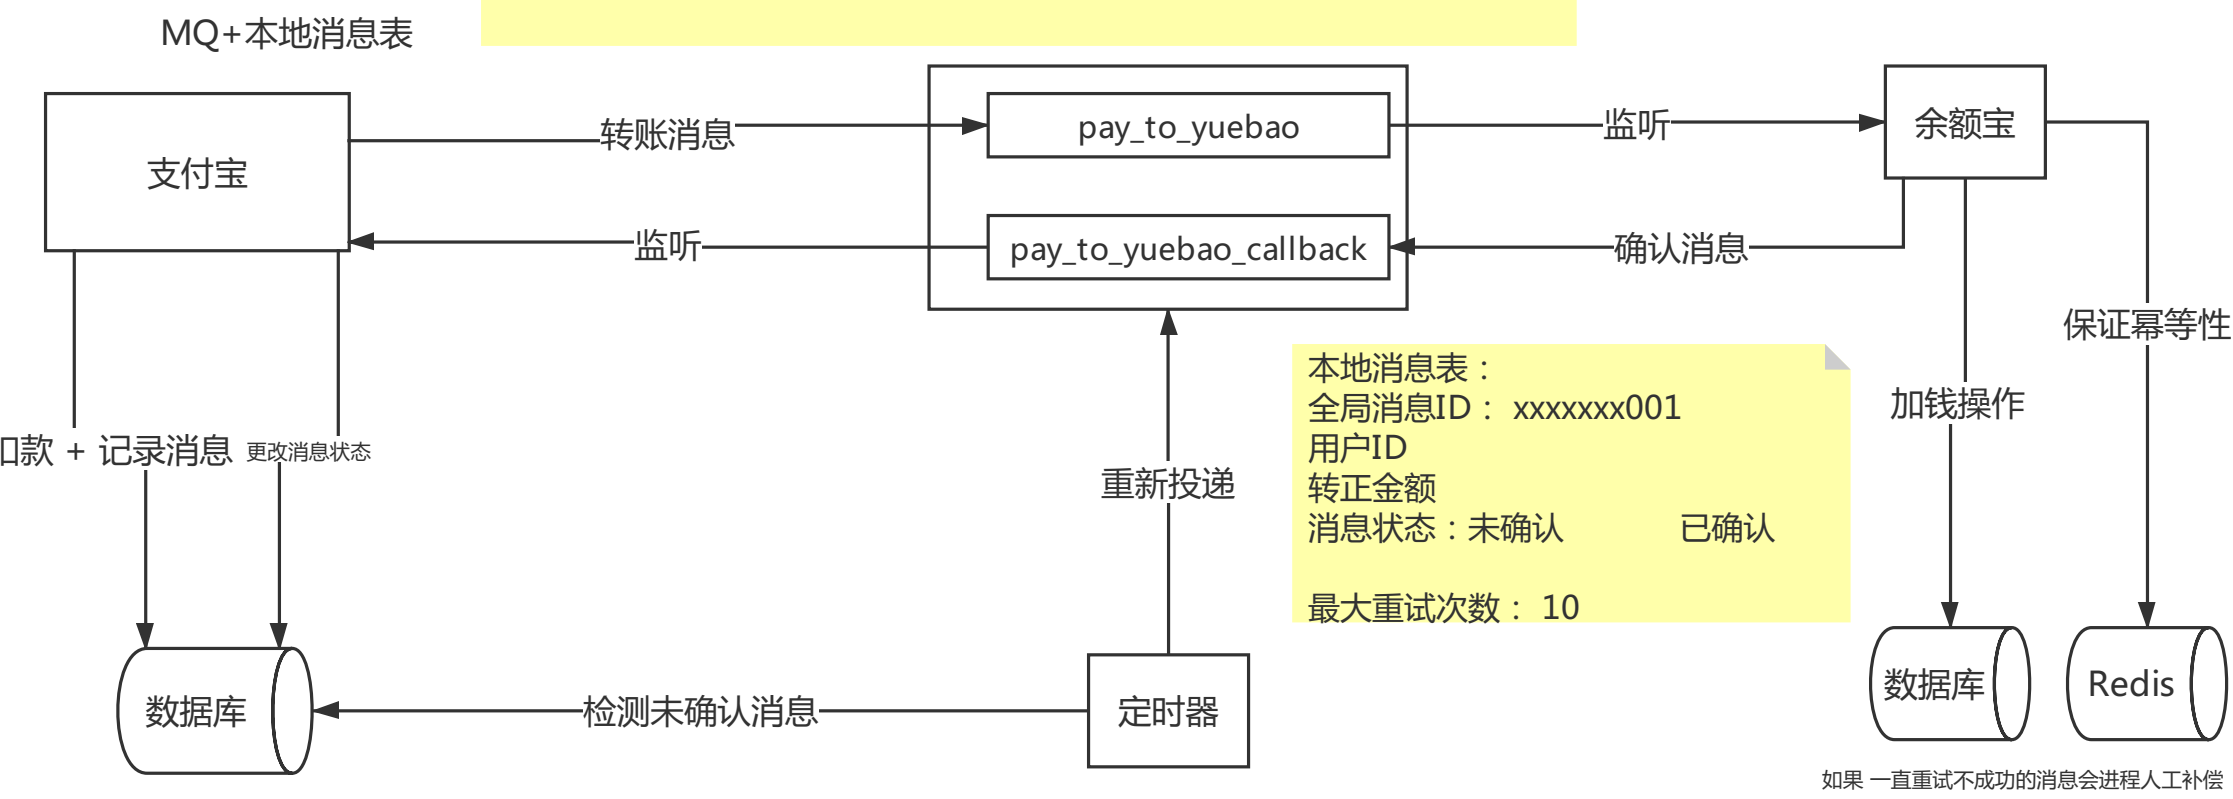 MQ+本地消息表
支付宝
转账消息
pay_to_yuebao
监听
余额宝
监听
pay_to_yuebao_callback
确认消息
保证幂等性
本地消息表：
全局消息ID： xxxxxxx001
用户ID
转正金额
消息状态：未确认 已确认
最大重试次数： 10
加钱操作
扣款 + 记录消息
更改消息状态
重新投递
数据库
检测未确认消息
定时器
数据库
Redis
如果 一直重试不成功的消息会进程人工补偿